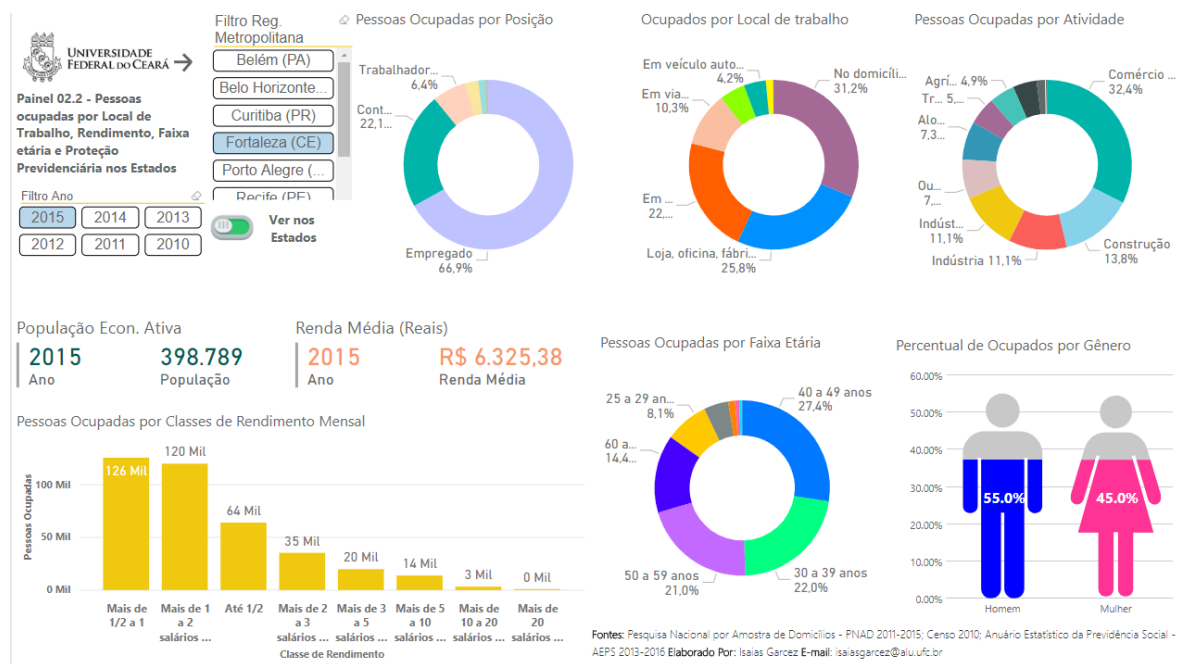 UNIVERSIDADE
FEDERAL DO CEARÁ
Painel 02.2 - Pessoas
ocupadas por Local de
Trabalho, Rendimento, Faixa
etária e Proteção
Previdenciária nos Estados
Filtro Ano
2015
2014
2013
2012
2011
2010
Filtro Reg.
Metropolitana
Belém (PA)
Belo Horizonte...
Curitiba (PR)
Fortaleza (CE)
Porto Alegre (...
Recife (PE)
Ver nos
Estados
Pessoas Ocupadas por Posição
Trabalhador...
6,4%
Cont...
22,1...
Empregado
66,9%
Ocupados por Local de trabalho
Em veículo auto...
4,2%
Em via...
10,3%
Em ...
22,...
Loja, oficina, fábri...
25,8%
No domicíli...
31,2%
Pessoas Ocupadas por Atividade
Agrí... 4,9%
Tr... 5,...
Alo...
7,3...
Ou...
7,...
Indúst...
11,1%
Indústria 11,1%
Construção
13,8%
Comércio ...
32,4%
População Econ. Ativa
2015
Ano
398.789
População
Renda Média (Reais)
2015
Ano
R$ 6.325,38
Renda Média
Pessoas Ocupadas por Classes de Rendimento Mensal
Pessoas Ocupadas
100 Mil
50 Mil
0 Mil
126 Mil
120 Mil
64 Mil
35 Mil
20 Mil
14 Mil
3 Mil
0 Mil
Mais de
1/2 a 1
Mais de 1
a 2
salários ...
Até 1/2
Mais de 2
a 3
salários ...
Mais de 3
a 5
salários ...
Mais de 5
a 10
salários ...
Mais de
10 a 20
salários ...
Mais de
20
salários ...
Classe de Rendimento
Pessoas Ocupadas por Faixa Etária
25 a 29 an...
8,1%
60 a...
14,4...
50 a 59 anos
21,0%
30 a 39 anos
22,0%
40 a 49 anos
27,4%
Percentual de Ocupados por Gênero
60.00%
50.00%
40.00%
30.00%
20.00%
10.00%
0.00%
55.0%
45.0%
Homem
Mulher
Fontes: Pesquisa Nacional por Amostra de Domicílios - PNAD 2011-2015; Censo 2010; Anuário Estatístico da Previdência Social -
AEPS 2013-2016 Elaborado Por: Isaias Garcez E-mail: isaiasgarcez@alu.ufc.br